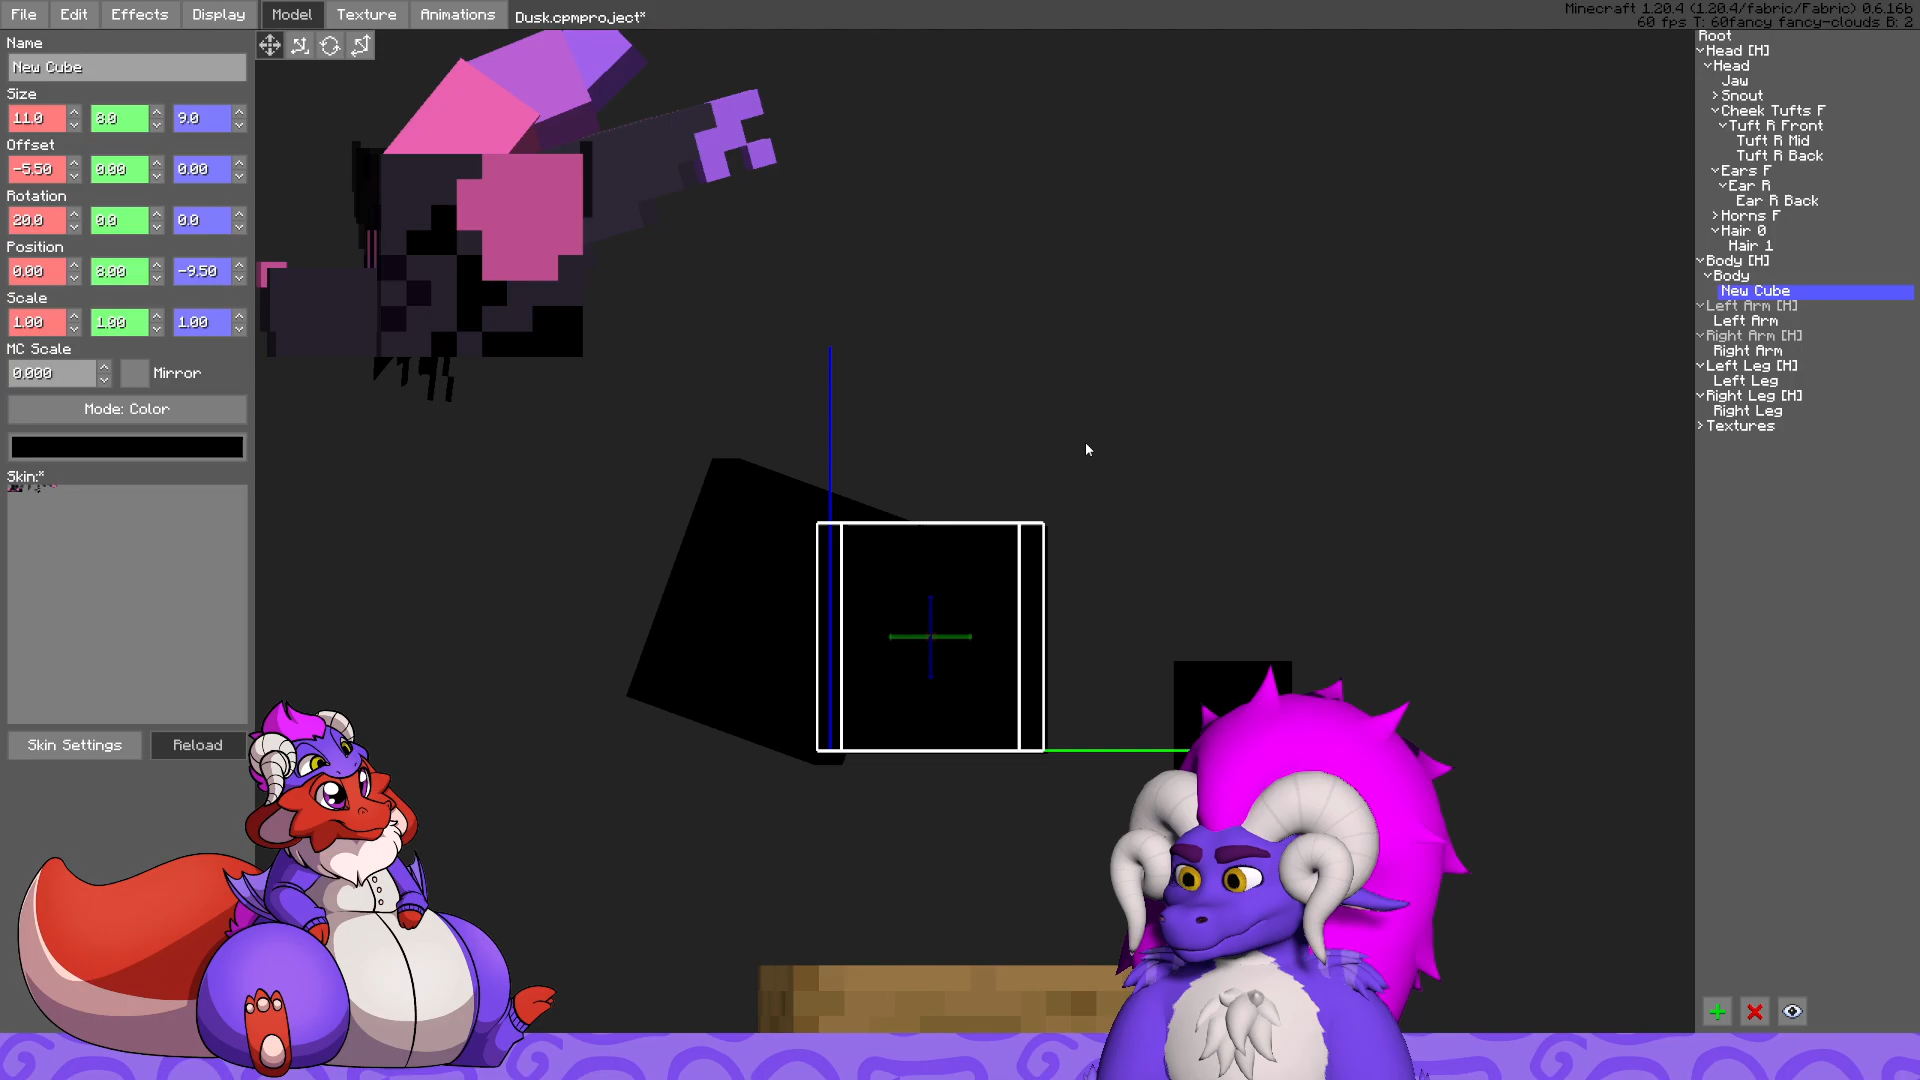 File Edit Effects Display Model Texture Animations Dusk.cpmproject*
Minecraft 1.20.4 (1.20.4/fabric/Fabric) 0.6.16b
60 fps T: 60fancy fancy-clouds B: 2
Name
New Cube
Size
11.0 8.0 9.0
Offset
-5.50 0.00 0.00
Rotation
20.0 0.0 0.0
Position
0.00 8.00 -9.50
Scale
1.00 1.00 1.00
MC Scale
0.000 Mirror
Mode: Color
Skin:*
Skin Settings Reload
Root
Head [H]
Head
Jaw
Snout
Cheek Tufts F
Tuft R Front
Tuft R Mid
Tuft R Back
Ears F
Ear R
Ear R Back
Horns F
Hair 0
Hair 1
Body [H]
Body
New Cube
Left Arm [H]
Left Arm
Right Arm [H]
Right Arm
Left Leg [H]
Left Leg
Right Leg [H]
Right Leg
Textures